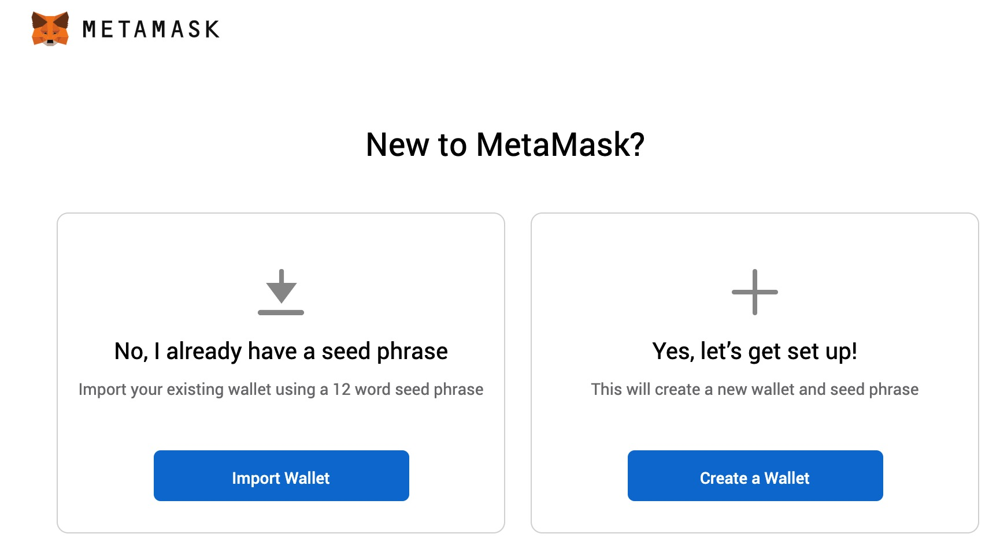 METAMASK
New to MetaMask?
No, I already have a seed phrase
Import your existing wallet using a 12 word seed phrase
Import Wallet
Yes, let’s get set up!
This will create a new wallet and seed phrase
Create a Wallet